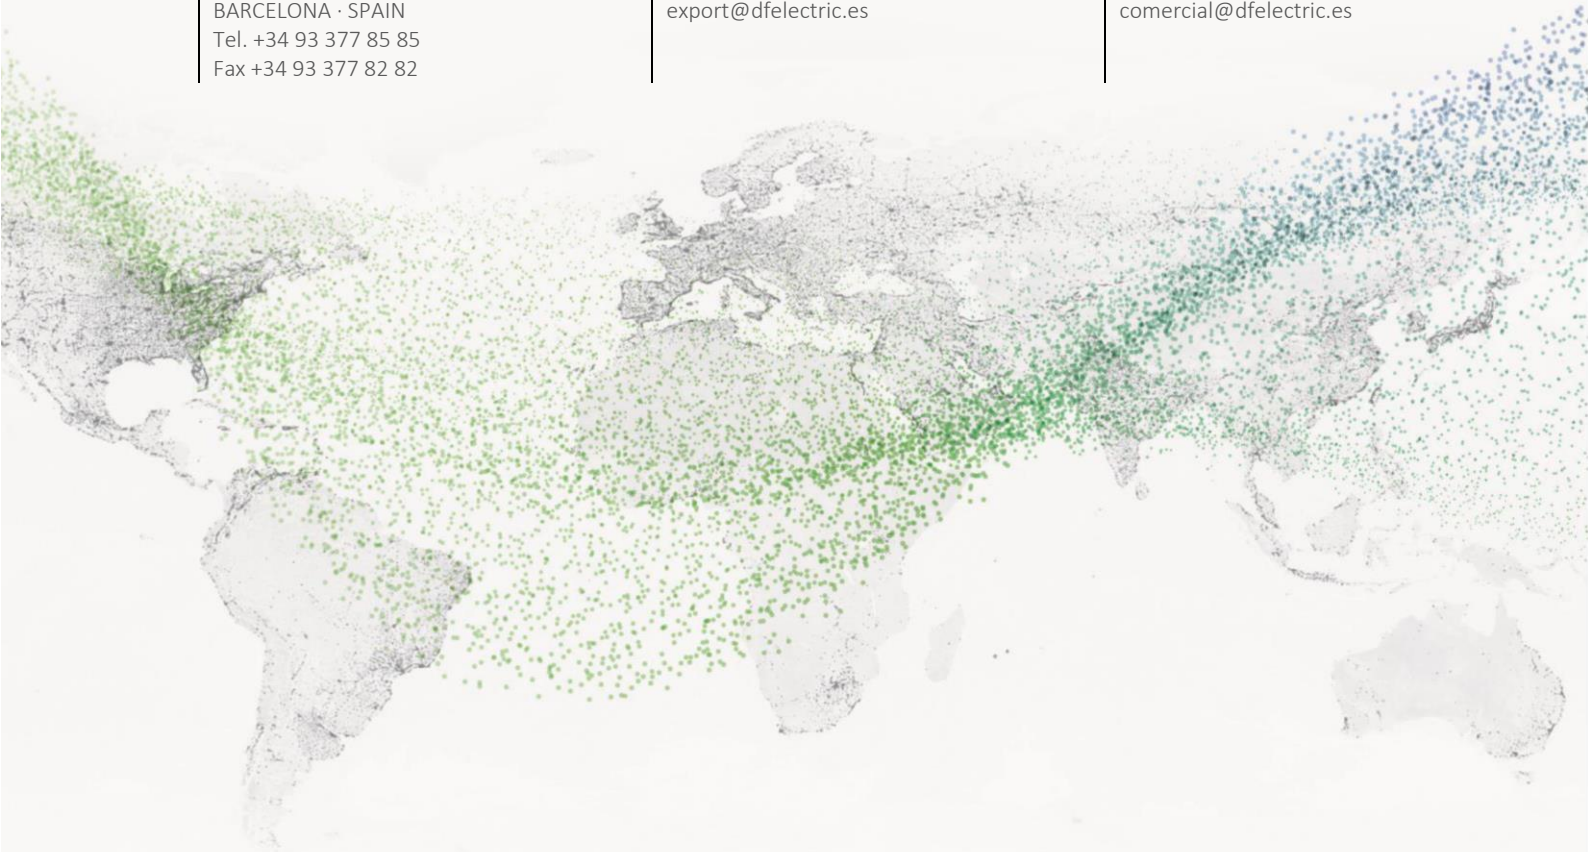 BARCELONA · SPAIN
Tel. +34 93 377 85 85
Fax +34 93 377 82 82
export@dfelectric.es
comercial@dfelectric.es